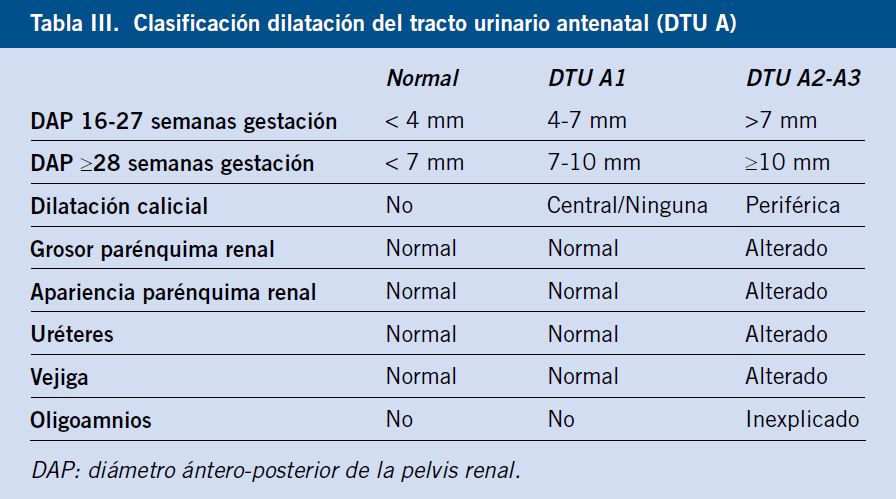 Tabla III. Clasificación dilatación del tracto urinario antenatal (DTU A)
Normal DTU A1 DTU A2-A3
DAP 16-27 semanas gestación < 4 mm 4-7 mm >7 mm
DAP ≥28 semanas gestación < 7 mm 7-10 mm ≥10 mm
Dilatación calicial No Central/Ninguna Periférica
Grosor parénquima renal Normal Normal Alterado
Apariencia parénquima renal Normal Normal Alterado
Uréteres Normal Normal Alterado
Vejiga Normal Normal Alterado
Oligoamnios No No Inexplicado
DAP: diámetro ántero-posterior de la pelvis renal.